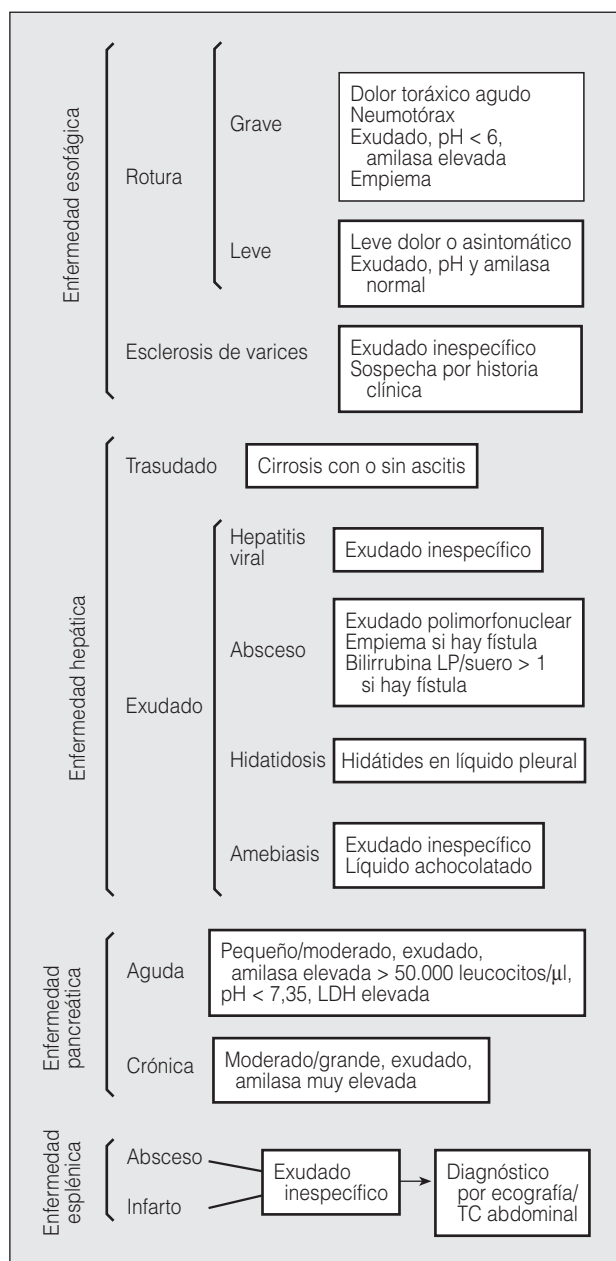 Enfermedad esofágica
Rotura
Grave
Dolor toráxico agudo
Neumotórax
Exudado, pH < 6,
amilasa elevada
Empiema
Leve
Leve dolor o asintomático
Exudado, pH y amilasa
normal
Esclerosis de varices
Exudado inespecífico
Sospecha por historia
clínica
Enfermedad hepática
Trasudado
Cirrosis con o sin ascitis
Exudado
Hepatitis
viral
Exudado inespecífico
Absceso
Exudado polimorfonuclear
Empiema si hay fístula
Bilirrubina LP/suero > 1
si hay fístula
Hidatidosis
Hidátides en líquido pleural
Amebiasis
Exudado inespecífico
Líquido achocolatado
Enfermedad
pancreática
Aguda
Pequeño/moderado, exudado,
amilasa elevada > 50.000 leucocitos/µl,
pH < 7,35, LDH elevada
Crónica
Moderado/grande, exudado,
amilasa muy elevada
Enfermedad
esplénica
Absceso
Infarto
Exudado
inespecífico
Diagnóstico
por ecografía/
TC abdominal